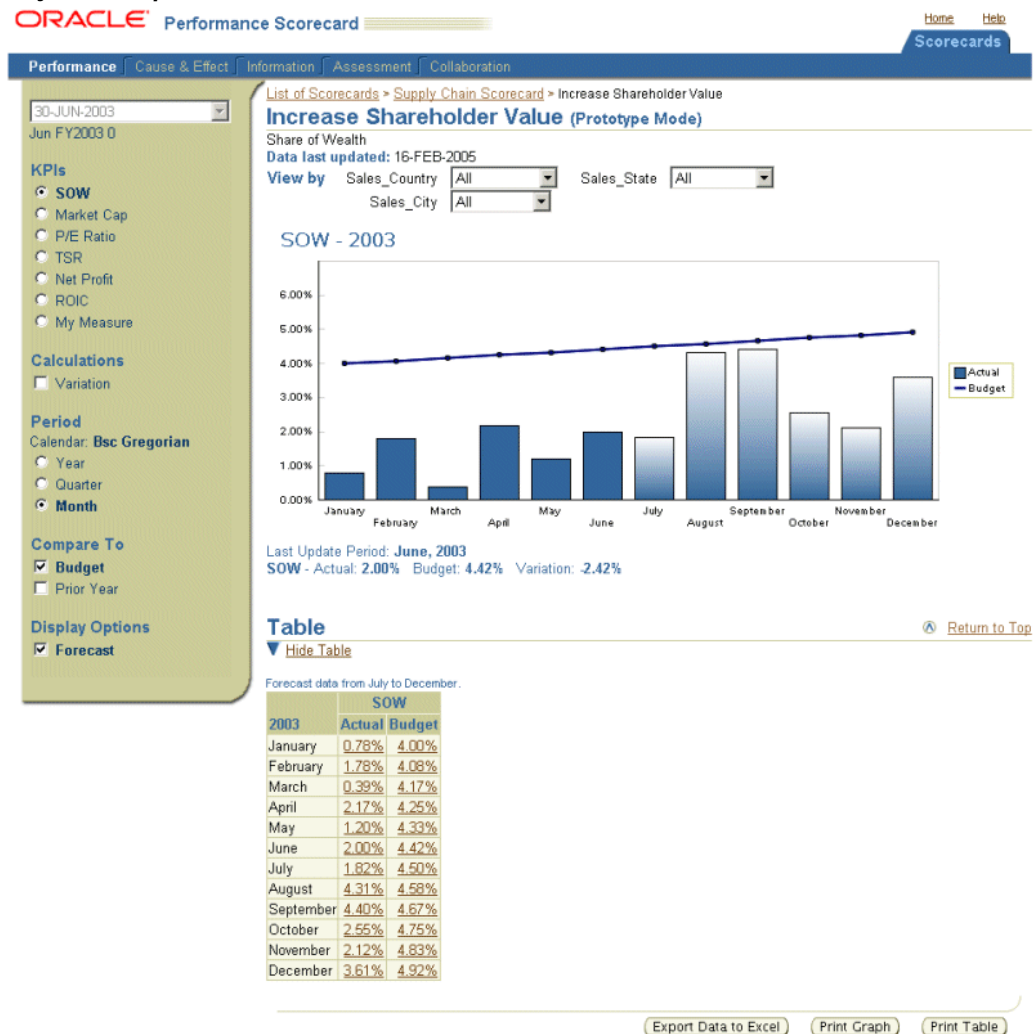 ORACLE Performance Scorecard
Home Help
Scorecards
Performance Cause & Effect Information Assessment Collaboration
30-JUN-2003
Jun FY2003 0
KPIs
SOW
Market Cap
P/E Ratio
TSR
Net Profit
ROIC
My Measure
Calculations
Variation
Period
Calendar: Bsc Gregorian
Year
Quarter
Month
Compare To
Budget
Prior Year
Display Options
Forecast
List of Scorecards > Supply Chain Scorecard > Increase Shareholder Value
Increase Shareholder Value (Prototype Mode)
Share of Wealth
Data last updated: 16-FEB-2005
View by Sales_Country All Sales_State All
Sales_City All
SOW - 2003
6.00%
5.00%
4.00%
3.00%
2.00%
1.00%
0.00%
January February March April May June July August September October November December
Actual
Budget
Last Update Period: June, 2003
SOW - Actual: 2.00% Budget: 4.42% Variation: -2.42%
Table
Return to Top
Hide Table
Forecast data from July to December.
SOW
2003 Actual Budget
January 0.78% 4.00%
February 1.78% 4.08%
March 0.39% 4.17%
April 2.17% 4.25%
May 1.20% 4.33%
June 2.00% 4.42%
July 1.82% 4.50%
August 4.31% 4.58%
September 4.40% 4.67%
October 2.55% 4.75%
November 2.12% 4.83%
December 3.61% 4.92%
Export Data to Excel Print Graph Print Table